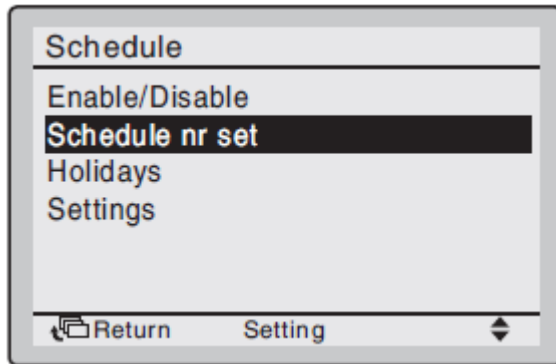 Schedule
Enable/Disable
Schedule nr set
Holidays
Settings
Return Setting